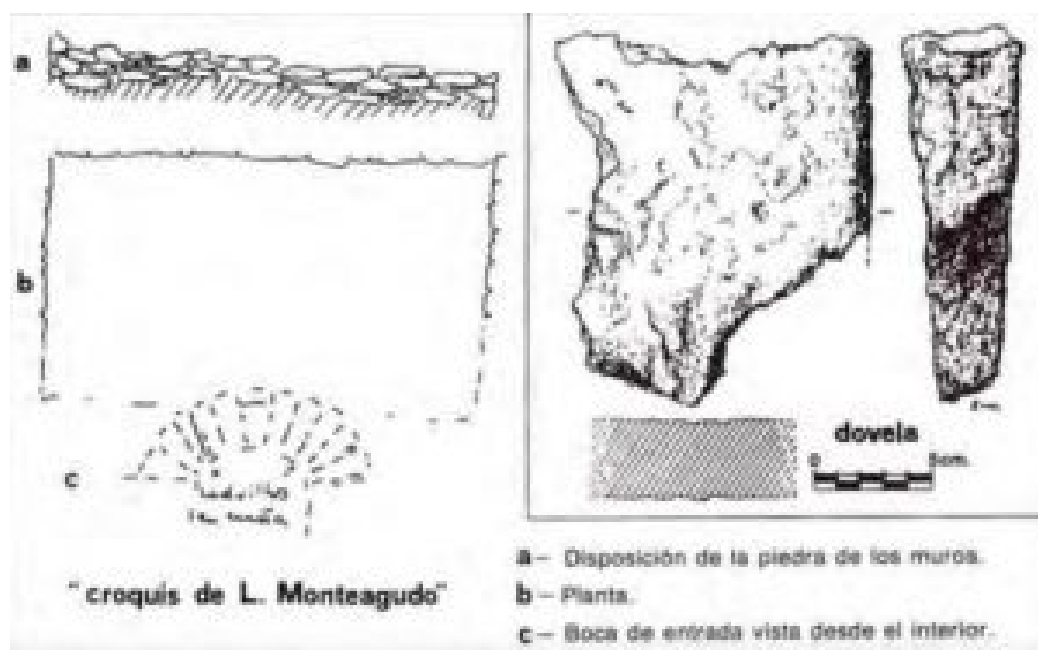 a
b
c
Ladrillo
"croquis de L. Monteagudo"
dovela
0 5cm.
a – Disposición de la piedra de los muros.
b – Planta.
c – Boca de entrada vista desde el interior.